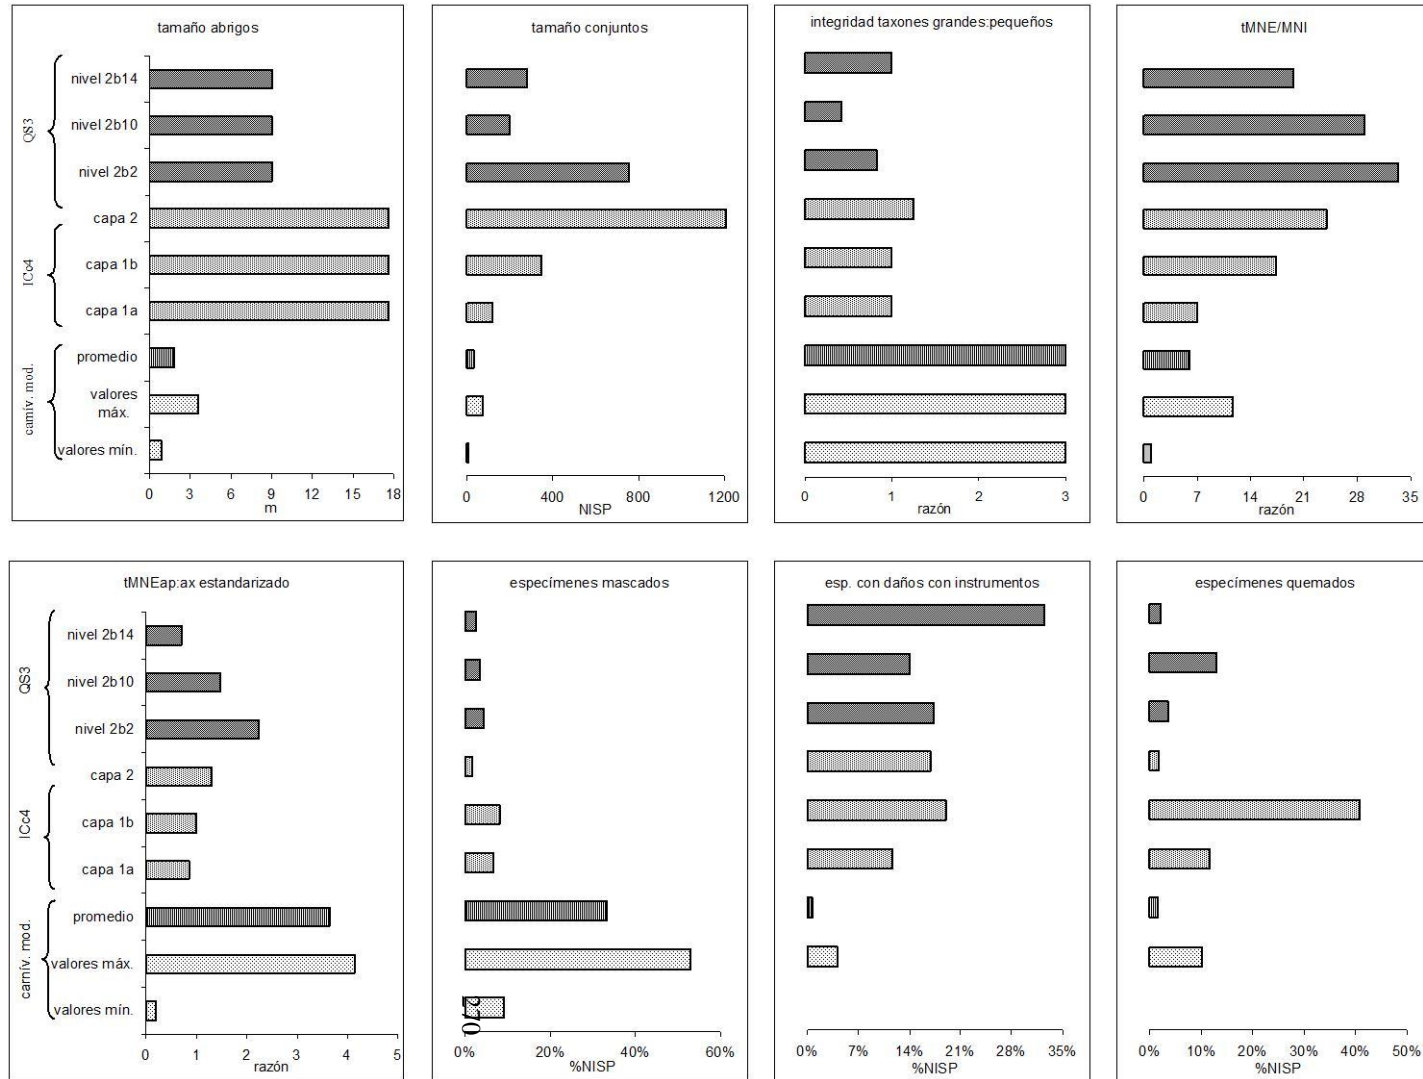 tamaño abrigos
QS3
nivel 2b14
nivel 2b10
nivel 2b2
ICc4
capa 2
capa 1b
capa 1a
carnív. mod.
promedio
valores
máx.
valores mín.
0 3 6 9 12 15 18
m
tamaño conjuntos
0 400 800 1200
NISP
integridad taxones grandes:pequeños
0 1 2 3
razón
tMNE/MNI
0 7 14 21 28 35
razón
tMNEap:ax estandarizado
QS3
nivel 2b14
nivel 2b10
nivel 2b2
ICc4
capa 2
capa 1b
capa 1a
carnív. mod.
promedio
valores máx.
valores mín.
0 1 2 3 4 5
razón
especímenes mascados
270
0% 20% 40% 60%
%NISP
esp. con daños con instrumentos
0% 7% 14% 21% 28% 35%
%NISP
especímenes quemados
0% 10% 20% 30% 40% 50%
%NISP